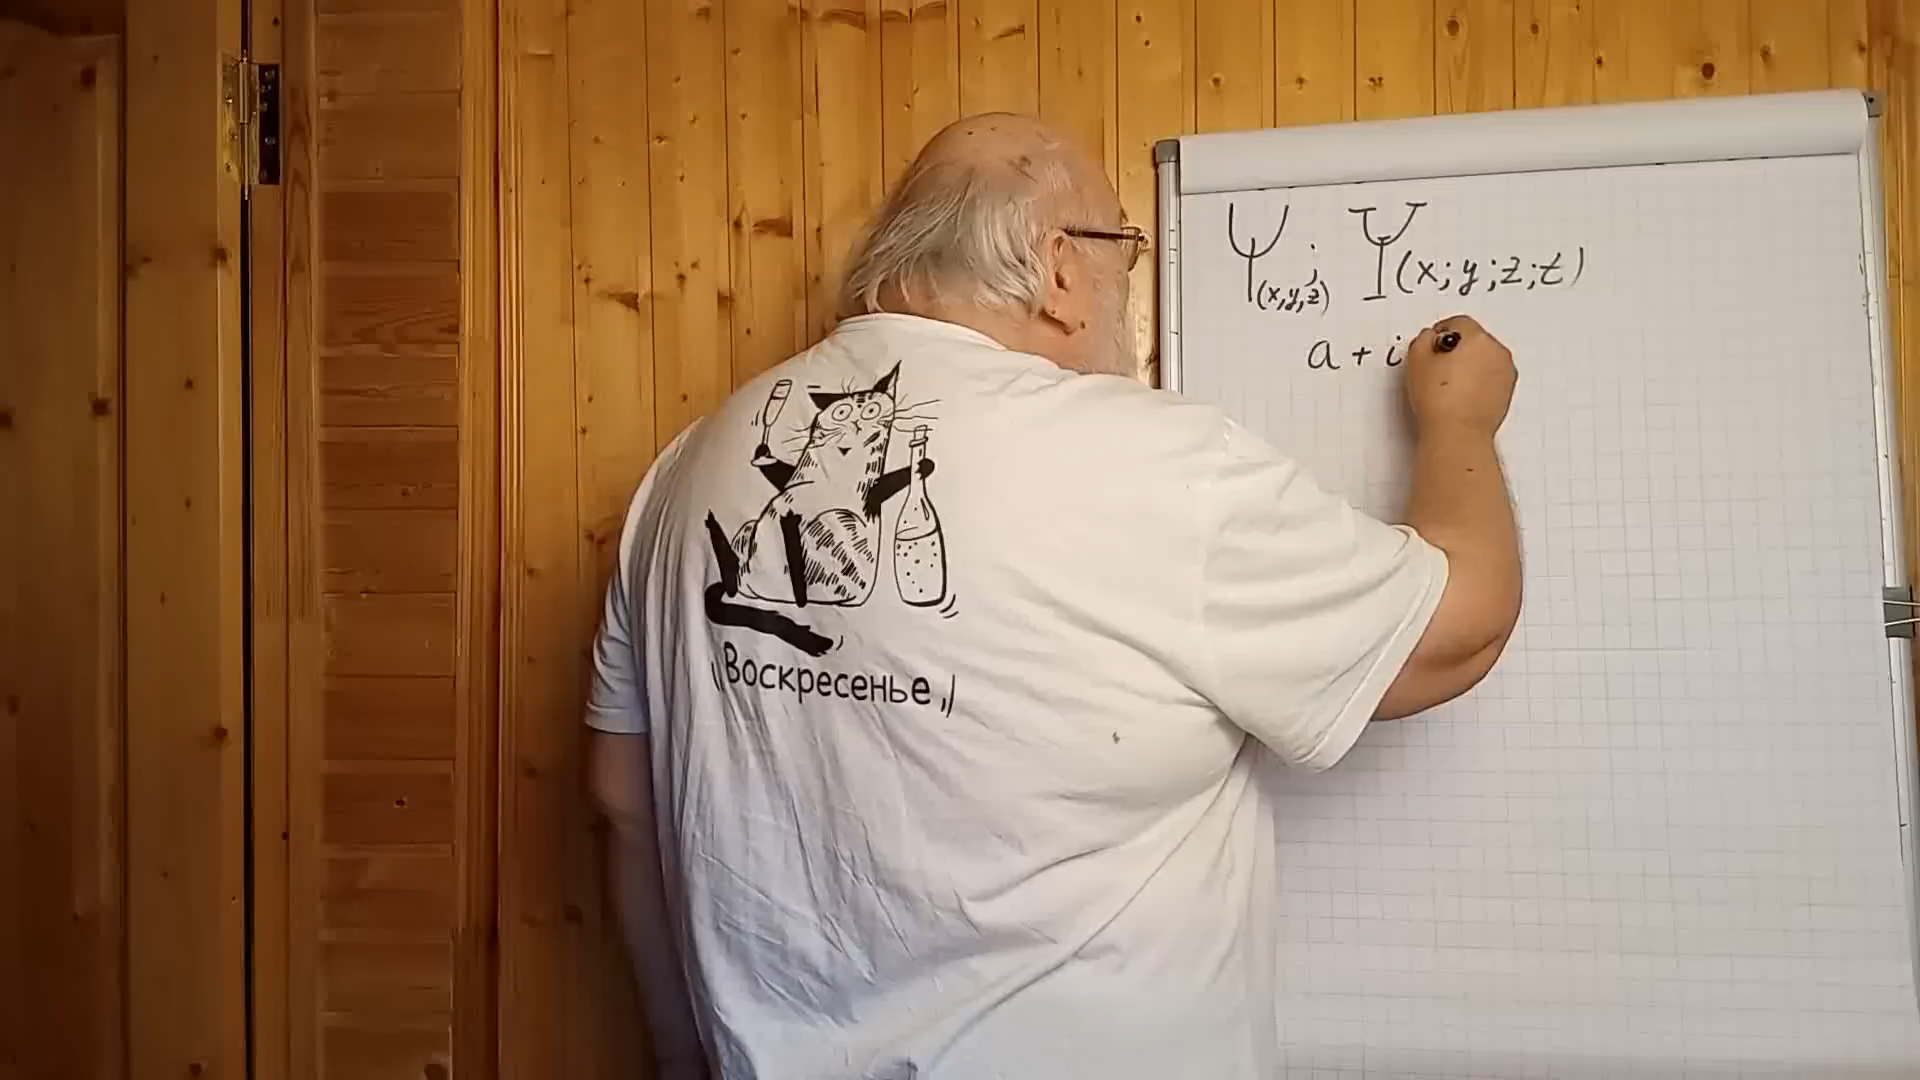 ψ(x,y,z) ; Ψ(x;y;z;t)
a + i
Воскресенье